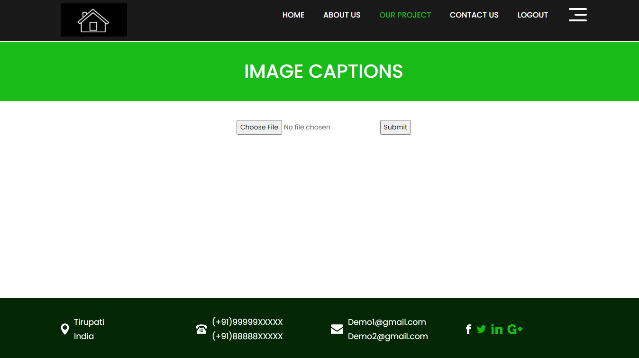 HOME ABOUT US OUR PROJECT CONTACT US LOGOUT
IMAGE CAPTIONS
Choose File No file chosen Submit
Tirupati
India
(+91)99999XXXXX
(+91)88888XXXXX
Demo1@gmail.com
Demo2@gmail.com